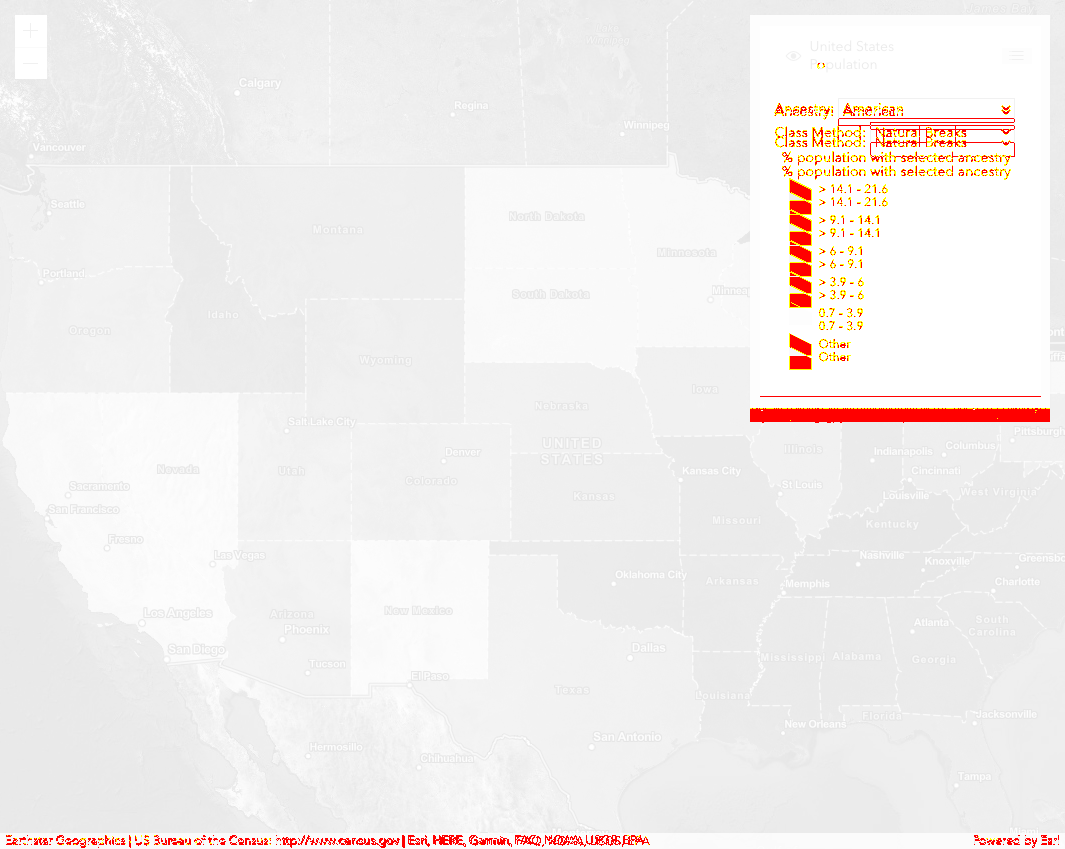 United States
Population
Ancestry: American
Class Method: Natural Breaks
Class Method: Natural Breaks
% population with selected ancestry
% population with selected ancestry
> 14.1 - 21.6
> 14.1 - 21.6
> 9.1 - 14.1
> 9.1 - 14.1
> 6 - 9.1
> 6 - 9.1
> 3.9 - 6
> 3.9 - 6
0.7 - 3.9
0.7 - 3.9
Other
Other
Calgary
Regina
Winnipeg
Vancouver
Seattle
North Dakota
Montana
Minnesota
Portland
South Dakota
Minneap
Idaho
Oregon
Wyoming
Iowa
Nebraska
Salt Lake City
UNITED
STATES
Denver
Illinois
Indianapolis
Columbus
Pittsburgh
Nevada
Utah
Colorado
Kansas City
Cincinnati
Sacramento
St Louis
Kansas
Louisville
West Virginia
San Francisco
Missouri
Kentucky
Fresno
Las Vegas
Nashville
Knoxville
Greensbo
Oklahoma City
Arkansas
Memphis
Charlotte
Los Angeles
Arizona
New Mexico
Phoenix
Atlanta
South
Carolina
San Diego
Dallas
Mississippi
Alabama
Georgia
Tucson
El Paso
Texas
Louisiana
Florida
Jacksonville
New Orleans
San Antonio
Hermosillo
Chihuahua
Tampa
Earthstar Geographics | US Bureau of the Census: http://www.census.gov | Esri, HERE, Garmin, FAO, NOAA, USGS, EPA
Powered by Esri